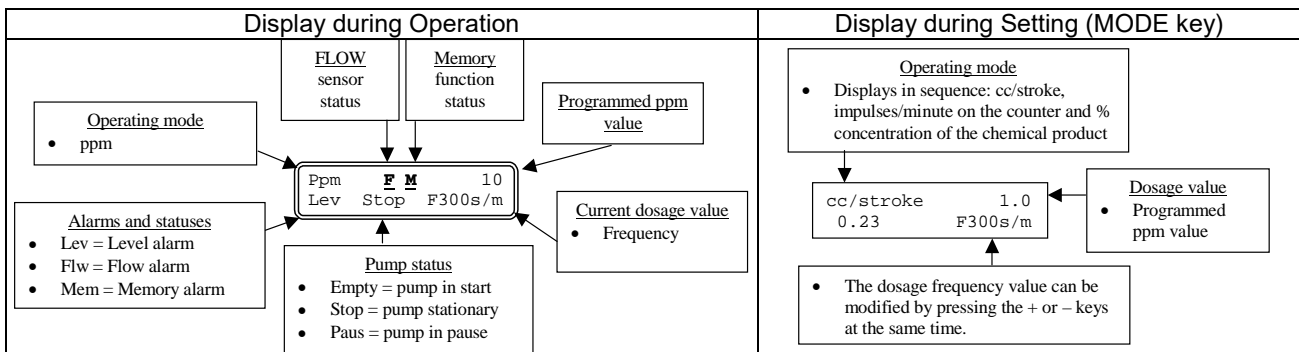 Display during Operation
FLOW
sensor
status
Memory
function
status
Programmed ppm
value
Operating mode
• ppm
Ppm F M 10
Lev Stop F300s/m
Alarms and statuses
• Lev = Level alarm
• Flw = Flow alarm
• Mem = Memory alarm
Current dosage value
• Frequency
Pump status
• Empty = pump in start
• Stop = pump stationary
• Paus = pump in pause
Display during Setting (MODE key)
Operating mode
• Displays in sequence: cc/stroke,
impulses/minute on the counter and %
concentration of the chemical product
cc/stroke 1.0
0.23 F300s/m
Dosage value
• Programmed
ppm value
• The dosage frequency value can be
modified by pressing the + or – keys
at the same time.